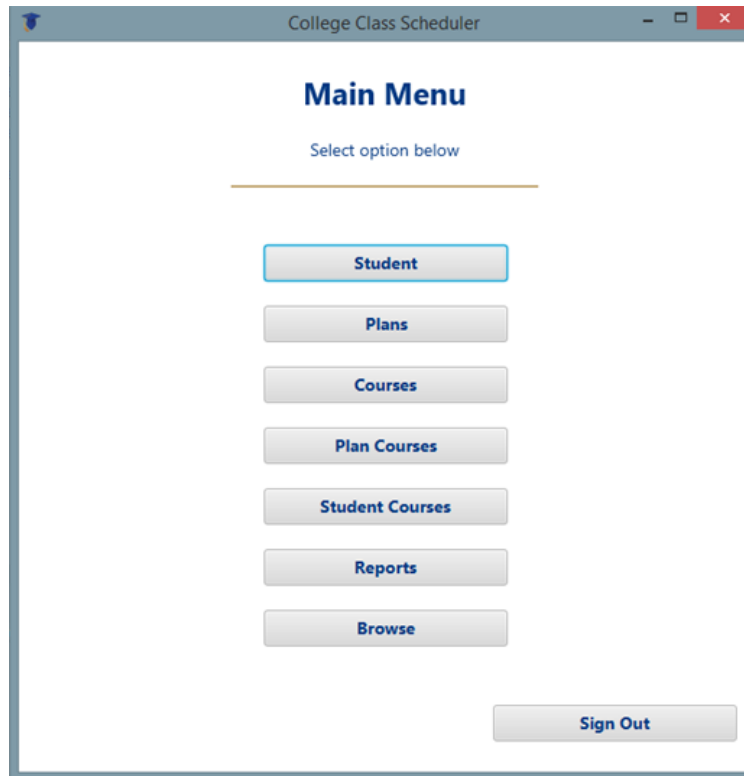 College Class Scheduler
Main Menu
Select option below
Student
Plans
Courses
Plan Courses
Student Courses
Reports
Browse
Sign Out